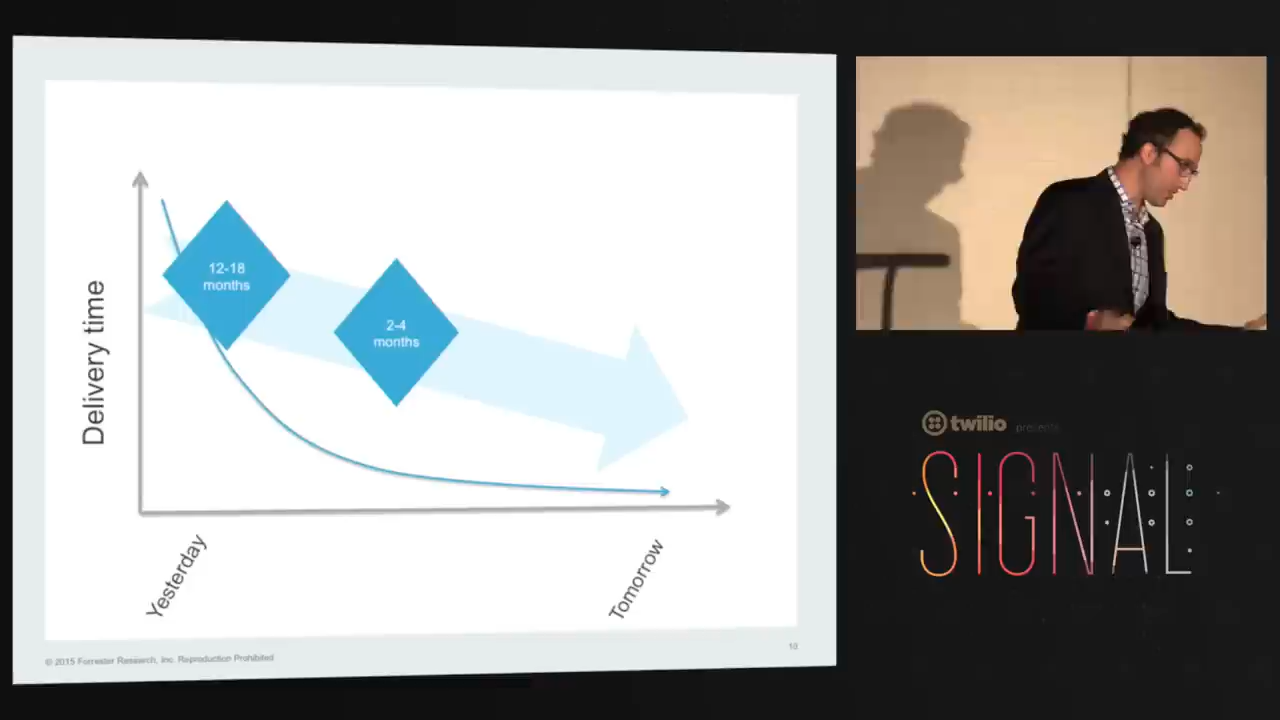 12-18
months
2-4
months
Delivery time
Yesterday
Tomorrow
© 2015 Forrester Research, Inc. Reproduction Prohibited
twilio presents
SIGNAL